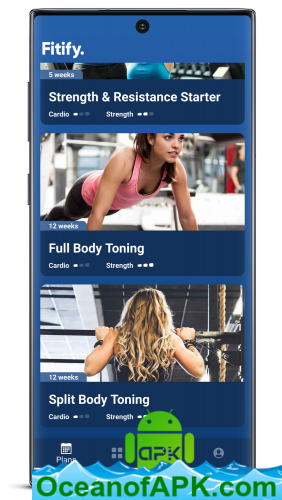 Fitify.
5 weeks
Strength & Resistance Starter
Cardio Strength
12 weeks
Full Body Toning
Cardio Strength
12 weeks
Split Body Toning
Cardio Strength
APK
Plans
OceanofAPK.com